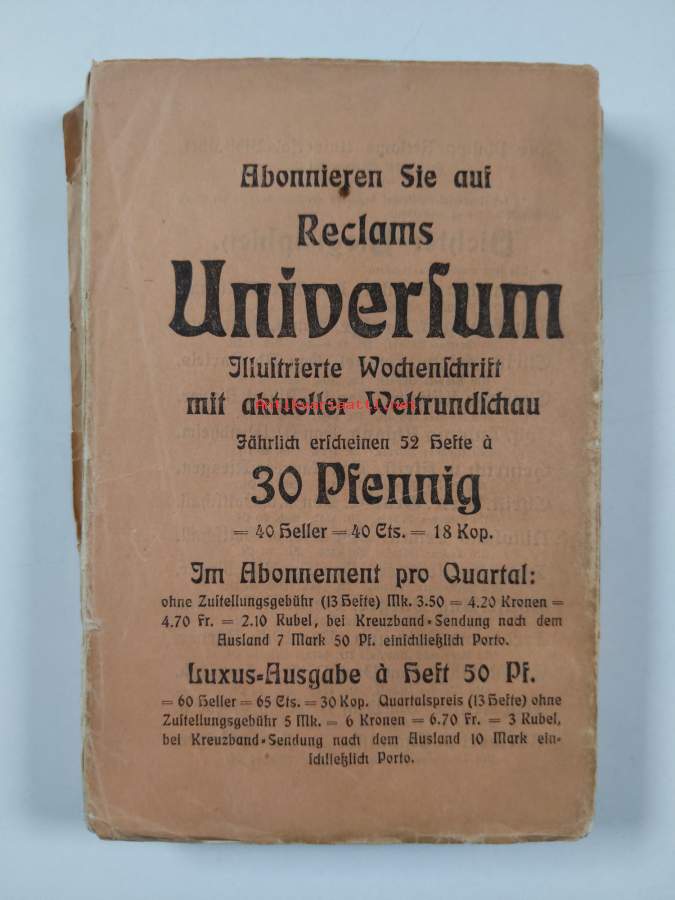 Abonnieren Sie auf
Reclams
Universum
Illustrierte Wochenschrift
mit aktueller Weltrundschau
Jährlich erscheinen 52 Hefte à
30 Pfennig
= 40 Heller = 40 Cts. = 18 Kop.
Im Abonnement pro Quartal:
ohne Zustellungsgebühr (13 Hefte) Mk. 3.50 = 4.20 Kronen =
4.70 Fr. = 2.10 Rubel, bei Kreuzband-Sendung nach dem
Ausland 7 Mark 50 Pf. einschließlich Porto.
Luxus-Ausgabe à Heft 50 Pf.
= 60 Heller = 65 Cts. = 30 Kop. Quartalspreis (13 Hefte) ohne
Zustellungsgebühr 5 Mk. = 6 Kronen = 6.70 Fr. = 3 Rubel,
bei Kreuzband-Sendung nach dem Ausland 10 Mark ein-
schließlich Porto.